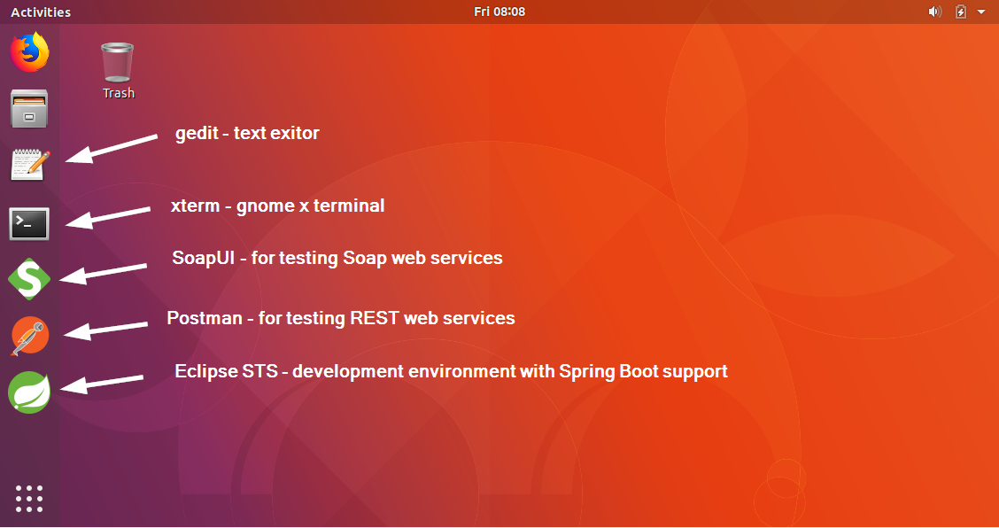 Activities
Fri 08:08
Trash
gedit - text exitor
xterm - gnome x terminal
SoapUI - for testing Soap web services
Postman - for testing REST web services
Eclipse STS - development environment with Spring Boot support